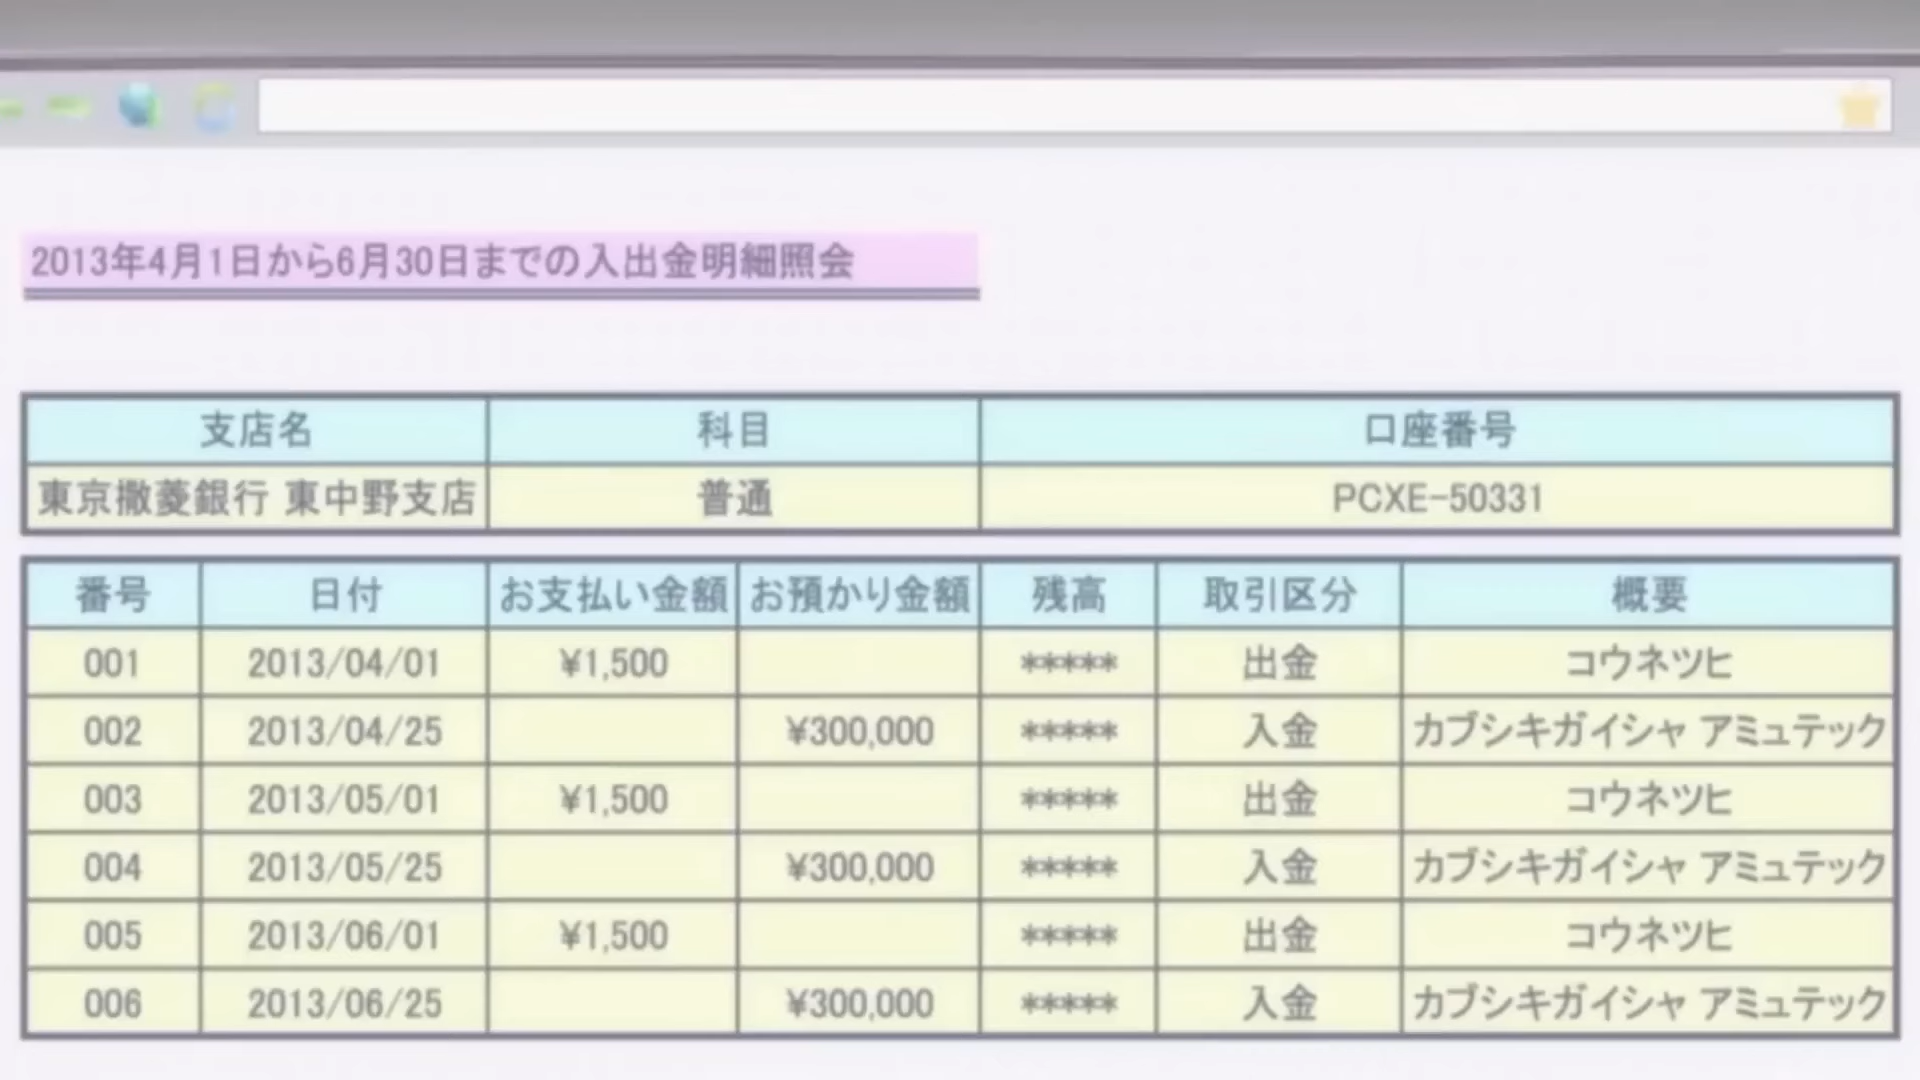 2013年4月1日から6月30日までの入出金明細照会
支店名 科目 口座番号
東京撒菱銀行 東中野支店 普通 PCXE-50331
番号 日付 お支払い金額 お預かり金額 残高 取引区分 概要
001 2013/04/01 ¥1,500 ***** 出金 コウネツヒ
002 2013/04/25 ¥300,000 ***** 入金 カブシキガイシャ アミュテック
003 2013/05/01 ¥1,500 ***** 出金 コウネツヒ
004 2013/05/25 ¥300,000 ***** 入金 カブシキガイシャ アミュテック
005 2013/06/01 ¥1,500 ***** 出金 コウネツヒ
006 2013/06/25 ¥300,000 ***** 入金 カブシキガイシャ アミュテック